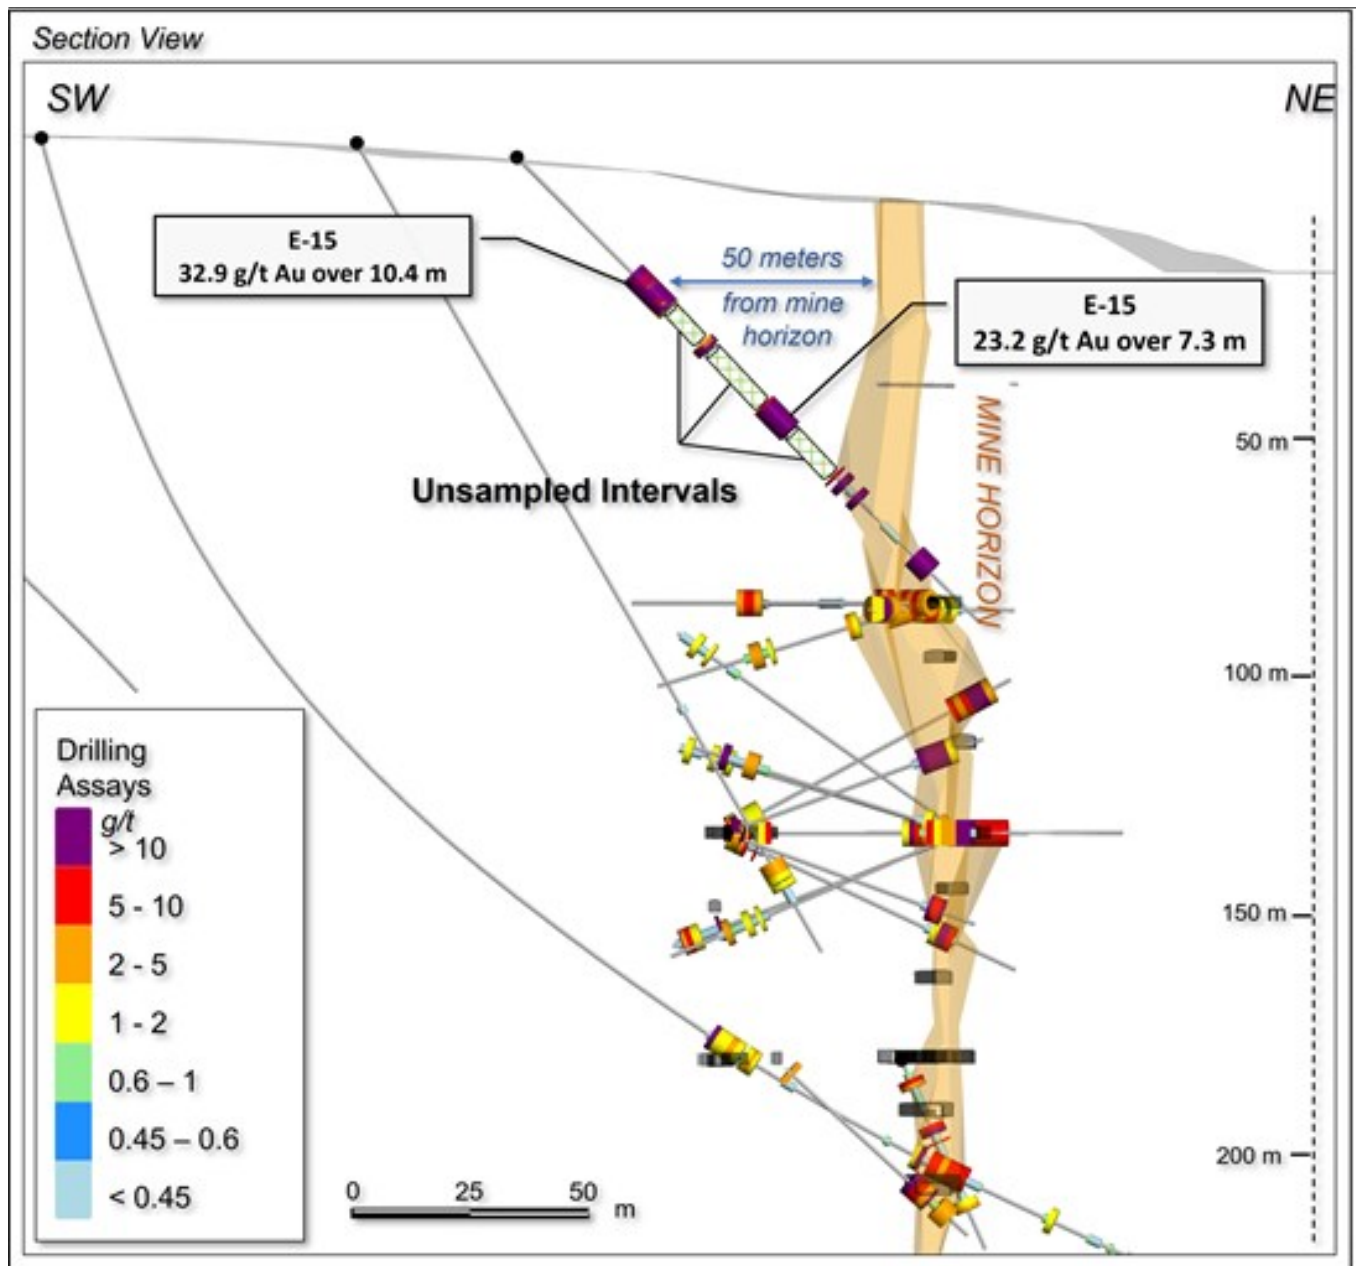 Section View
SW
NE
E-15
32.9 g/t Au over 10.4 m
50 meters
from mine
horizon
E-15
23.2 g/t Au over 7.3 m
MINE HORIZON
50 m
Unsampled Intervals
100 m
150 m
200 m
Drilling
Assays
g/t
> 10
5 - 10
2 - 5
1 - 2
0.6 – 1
0.45 – 0.6
< 0.45
0 25 50
m